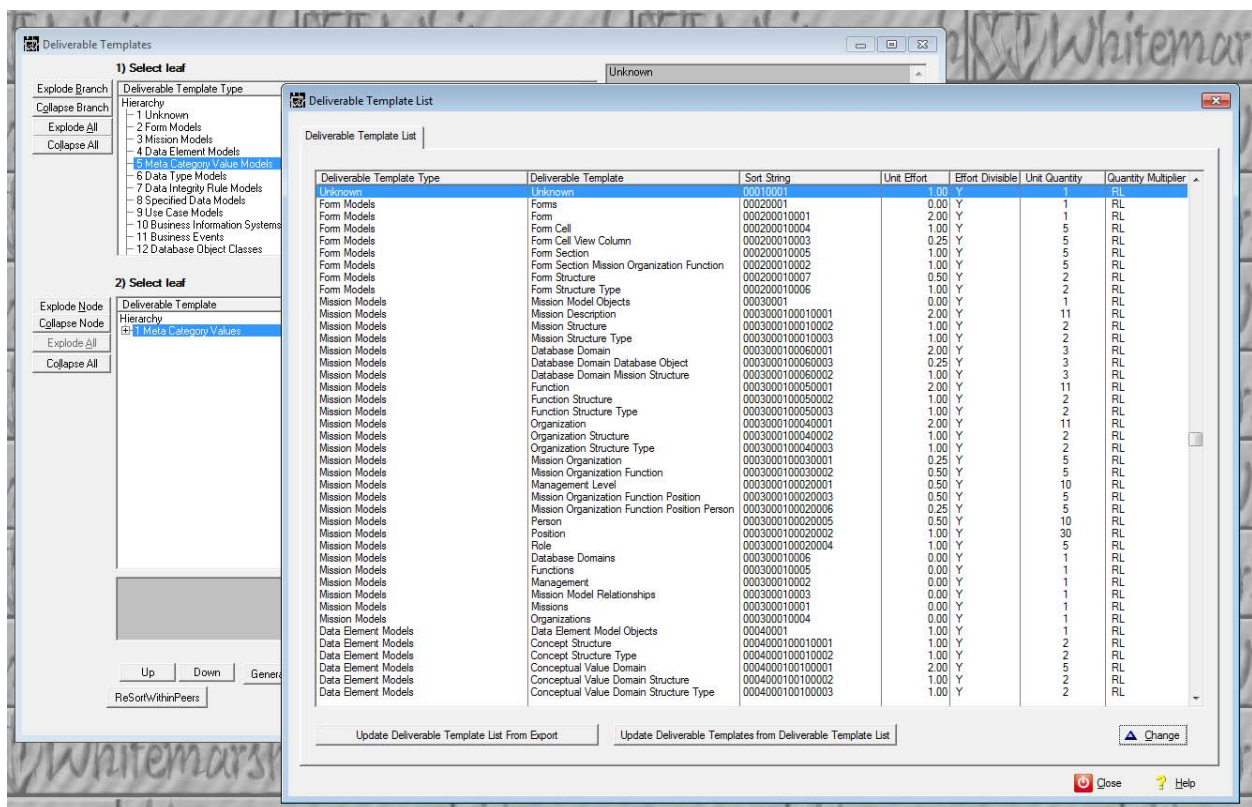 Whitemar
Deliverable Templates
1) Select leaf
Unknown
Explode Branch
Collapse Branch
Explode All
Collapse All
Deliverable Template Type
Hierarchy
1 Unknown
2 Form Models
3 Mission Models
4 Data Element Models
5 Meta Category Value Models
6 Data Type Models
7 Data Integrity Rule Models
8 Specified Data Models
9 Use Case Models
10 Business Information Systems
11 Business Events
12 Database Object Classes
2) Select leaf
Explode Node
Collapse Node
Explode All
Collapse All
Deliverable Template
Hierarchy
1 Meta Category Values
Up Down Genera
ReSortWithinPeers
Deliverable Template List
Deliverable Template List
Deliverable Template Type Deliverable Template Sort String Unit Effort Effort Divisible Unit Quantity Quantity Multiplier
Unknown Unknown 00010001 1.00 Y 1 RL
Form Models Forms 00020001 0.00 Y 1 RL
Form Models Form 000200010001 2.00 Y 1 RL
Form Models Form Cell 000200010004 1.00 Y 5 RL
Form Models Form Cell View Column 000200010003 0.25 Y 5 RL
Form Models Form Section 000200010005 1.00 Y 5 RL
Form Models Form Section Mission Organization Function 000200010002 1.00 Y 5 RL
Form Models Form Structure 000200010007 0.50 Y 2 RL
Form Models Form Structure Type 000200010006 1.00 Y 2 RL
Mission Models Mission Model Objects 00030001 0.00 Y 1 RL
Mission Models Mission Description 0003000100010001 2.00 Y 11 RL
Mission Models Mission Structure 0003000100010002 1.00 Y 2 RL
Mission Models Mission Structure Type 0003000100010003 1.00 Y 2 RL
Mission Models Database Domain 0003000100060001 2.00 Y 3 RL
Mission Models Database Domain Database Object 0003000100060003 0.25 Y 3 RL
Mission Models Database Domain Mission Structure 0003000100060002 1.00 Y 3 RL
Mission Models Function 0003000100050001 2.00 Y 11 RL
Mission Models Function Structure 0003000100050002 1.00 Y 2 RL
Mission Models Function Structure Type 0003000100050003 1.00 Y 2 RL
Mission Models Organization 0003000100040001 2.00 Y 11 RL
Mission Models Organization Structure 0003000100040002 1.00 Y 2 RL
Mission Models Organization Structure Type 0003000100040003 1.00 Y 2 RL
Mission Models Mission Organization 0003000100030001 0.25 Y 5 RL
Mission Models Mission Organization Function 0003000100030002 0.50 Y 5 RL
Mission Models Management Level 0003000100020001 0.50 Y 10 RL
Mission Models Mission Organization Function Position 0003000100020003 0.50 Y 5 RL
Mission Models Mission Organization Function Position Person 0003000100020006 0.25 Y 5 RL
Mission Models Person 0003000100020005 0.50 Y 10 RL
Mission Models Position 0003000100020002 1.00 Y 30 RL
Mission Models Role 0003000100020004 1.00 Y 5 RL
Mission Models Database Domains 000300010006 0.00 Y 1 RL
Mission Models Functions 000300010005 0.00 Y 1 RL
Mission Models Management 000300010002 0.00 Y 1 RL
Mission Models Mission Model Relationships 000300010003 0.00 Y 1 RL
Mission Models Missions 000300010001 0.00 Y 1 RL
Mission Models Organizations 000300010004 0.00 Y 1 RL
Data Element Models Data Element Model Objects 00040001 1.00 Y 1 RL
Data Element Models Concept Structure 0004000100010001 1.00 Y 2 RL
Data Element Models Concept Structure Type 0004000100010002 1.00 Y 2 RL
Data Element Models Conceptual Value Domain 0004000100100001 2.00 Y 5 RL
Data Element Models Conceptual Value Domain Structure 0004000100100002 1.00 Y 2 RL
Data Element Models Conceptual Value Domain Structure Type 0004000100100003 1.00 Y 2 RL
Update Deliverable Template List From Export Update Deliverable Templates from Deliverable Template List Change
Close Help
Whitemarsh